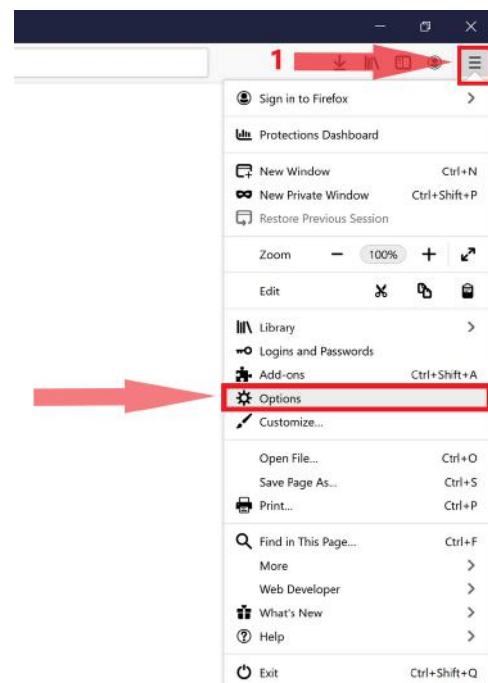 1
Sign in to Firefox
Protections Dashboard
New Window Ctrl+N
New Private Window Ctrl+Shift+P
Restore Previous Session
Zoom 100%
Edit
Library
Logins and Passwords
Add-ons Ctrl+Shift+A
Options
Customize...
Open File... Ctrl+O
Save Page As... Ctrl+S
Print... Ctrl+P
Find in This Page... Ctrl+F
More
Web Developer
What's New
Help
Exit Ctrl+Shift+Q